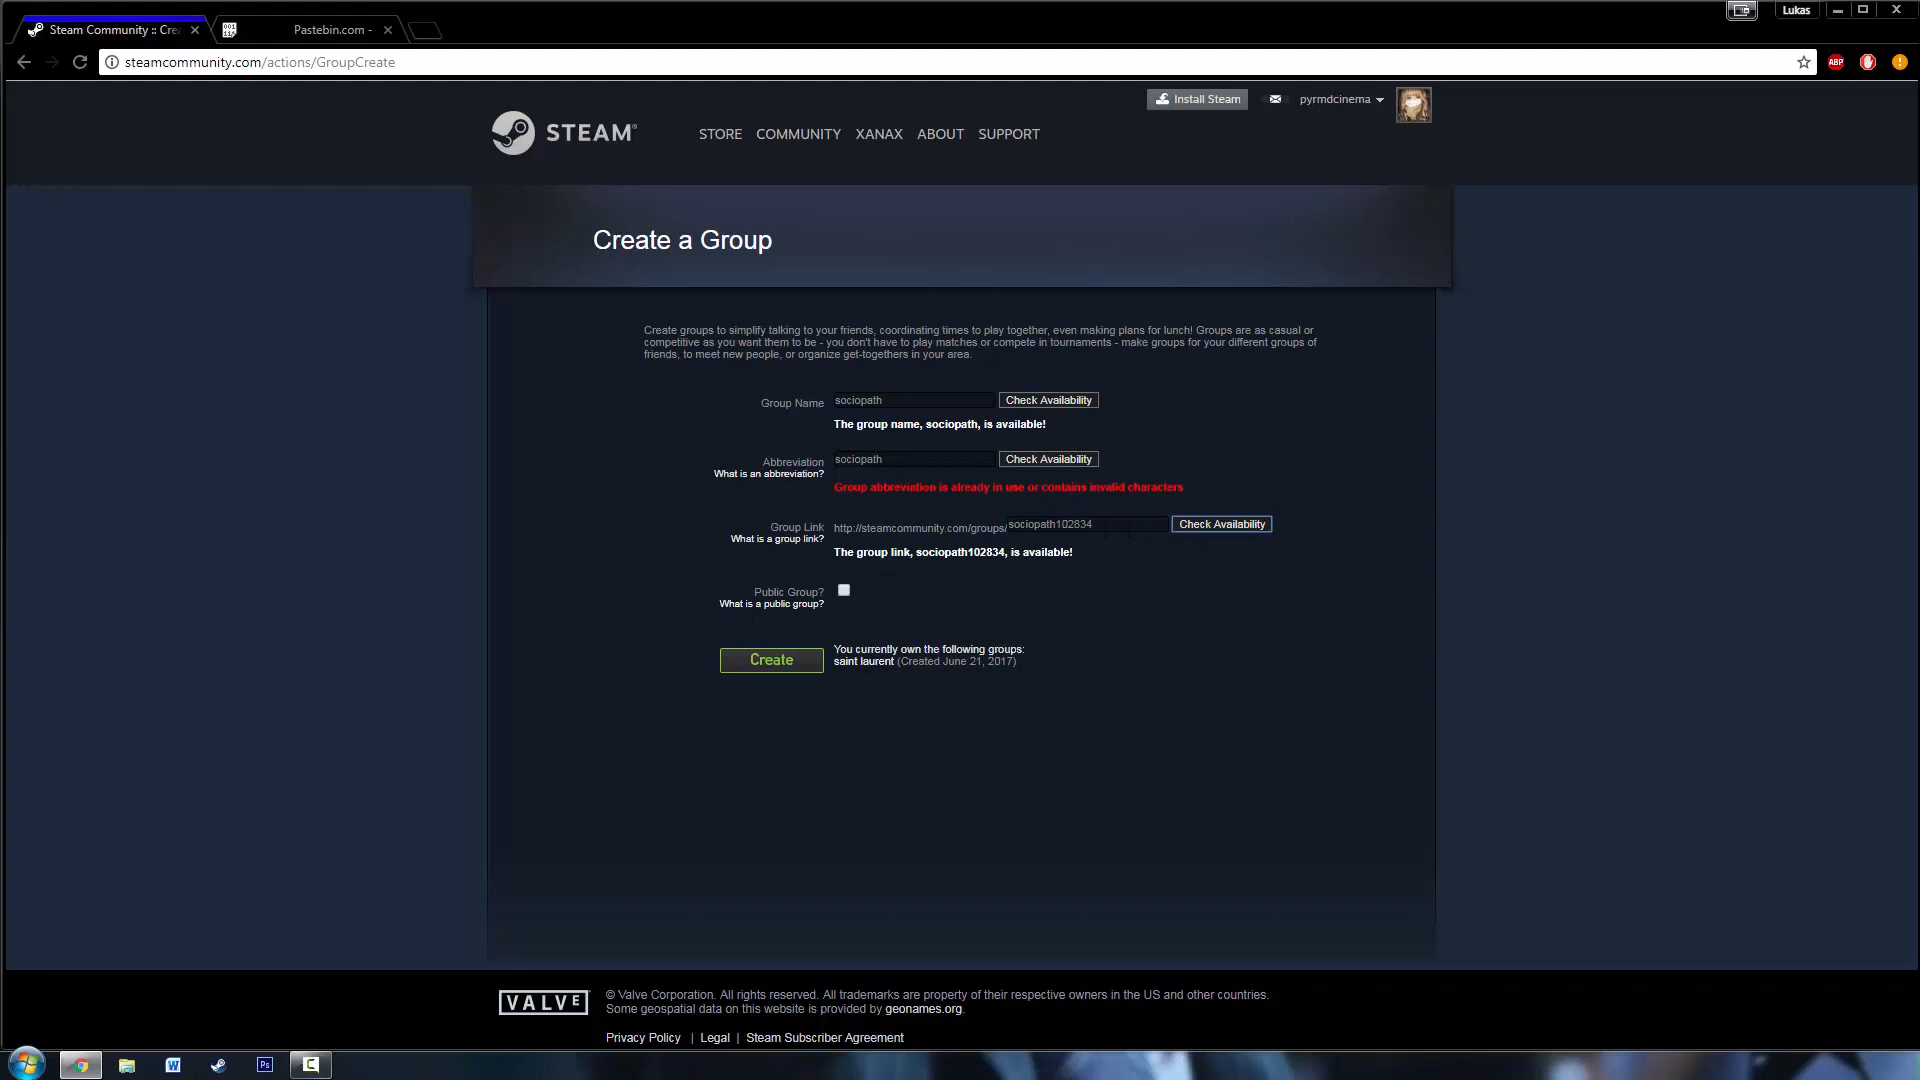 Lukas
Steam Community :: Cre
Pastebin.com -
steamcommunity.com/actions/GroupCreate
ABP
Install Steam
pyrmdcinema
STEAM®
STORE COMMUNITY XANAX ABOUT SUPPORT
Create a Group
Create groups to simplify talking to your friends, coordinating times to play together, even making plans for lunch! Groups are as casual or
competitive as you want them to be - you don't have to play matches or compete in tournaments - make groups for your different groups of
friends, to meet new people, or organize get-togethers in your area.
Group Name sociopath Check Availability
The group name, sociopath, is available!
Abbreviation sociopath Check Availability
What is an abbreviation?
Group abbreviation is already in use or contains invalid characters
Group Link http://steamcommunity.com/groups/ sociopath102834 Check Availability
What is a group link?
The group link, sociopath102834, is available!
Public Group?
What is a public group?
Create
You currently own the following groups:
saint laurent (Created June 21, 2017)
VALVE
© Valve Corporation. All rights reserved. All trademarks are property of their respective owners in the US and other countries.
Some geospatial data on this website is provided by geonames.org.
Privacy Policy | Legal | Steam Subscriber Agreement
W
Ps
C